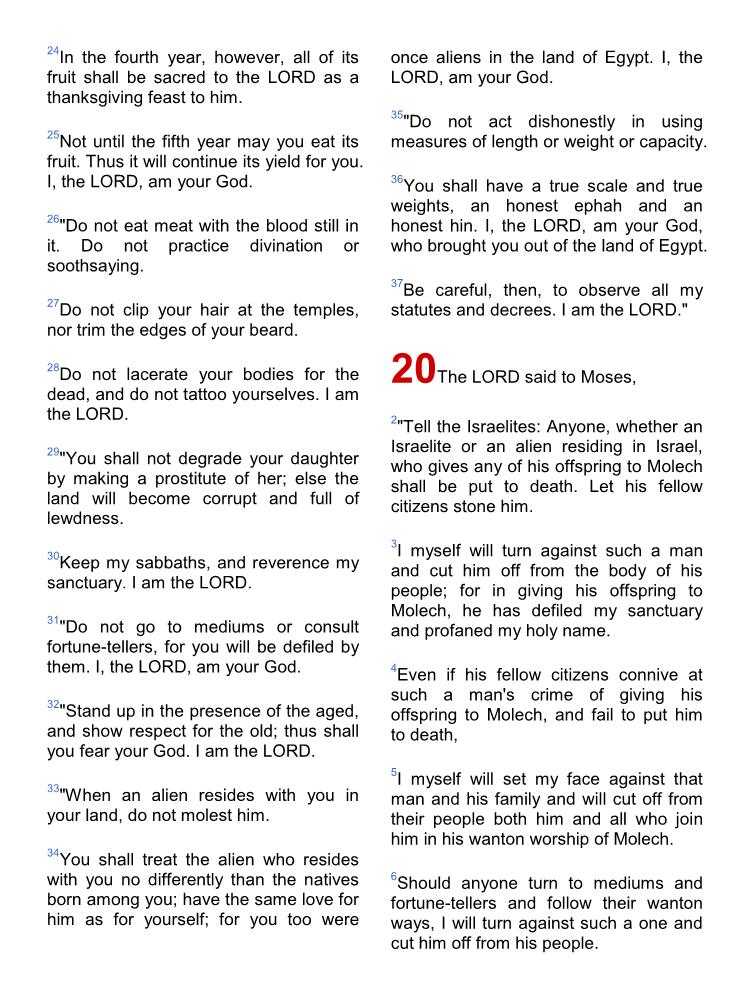 24In the fourth year, however, all of its
fruit shall be sacred to the LORD as a
thanksgiving feast to him.
25Not until the fifth year may you eat its
fruit. Thus it will continue its yield for you.
I, the LORD, am your God.
26"Do not eat meat with the blood still in
it. Do not practice divination or
soothsaying.
27Do not clip your hair at the temples,
nor trim the edges of your beard.
28Do not lacerate your bodies for the
dead, and do not tattoo yourselves. I am
the LORD.
29"You shall not degrade your daughter
by making a prostitute of her; else the
land will become corrupt and full of
lewdness.
30Keep my sabbaths, and reverence my
sanctuary. I am the LORD.
31"Do not go to mediums or consult
fortune-tellers, for you will be defiled by
them. I, the LORD, am your God.
32"Stand up in the presence of the aged,
and show respect for the old; thus shall
you fear your God. I am the LORD.
33"When an alien resides with you in
your land, do not molest him.
34You shall treat the alien who resides
with you no differently than the natives
born among you; have the same love for
him as for yourself; for you too were
once aliens in the land of Egypt. I, the
LORD, am your God.
35"Do not act dishonestly in using
measures of length or weight or capacity.
36You shall have a true scale and true
weights, an honest ephah and an
honest hin. I, the LORD, am your God,
who brought you out of the land of Egypt.
37Be careful, then, to observe all my
statutes and decrees. I am the LORD."
20The LORD said to Moses,
2"Tell the Israelites: Anyone, whether an
Israelite or an alien residing in Israel,
who gives any of his offspring to Molech
shall be put to death. Let his fellow
citizens stone him.
3I myself will turn against such a man
and cut him off from the body of his
people; for in giving his offspring to
Molech, he has defiled my sanctuary
and profaned my holy name.
4Even if his fellow citizens connive at
such a man's crime of giving his
offspring to Molech, and fail to put him
to death,
5I myself will set my face against that
man and his family and will cut off from
their people both him and all who join
him in his wanton worship of Molech.
6Should anyone turn to mediums and
fortune-tellers and follow their wanton
ways, I will turn against such a one and
cut him off from his people.